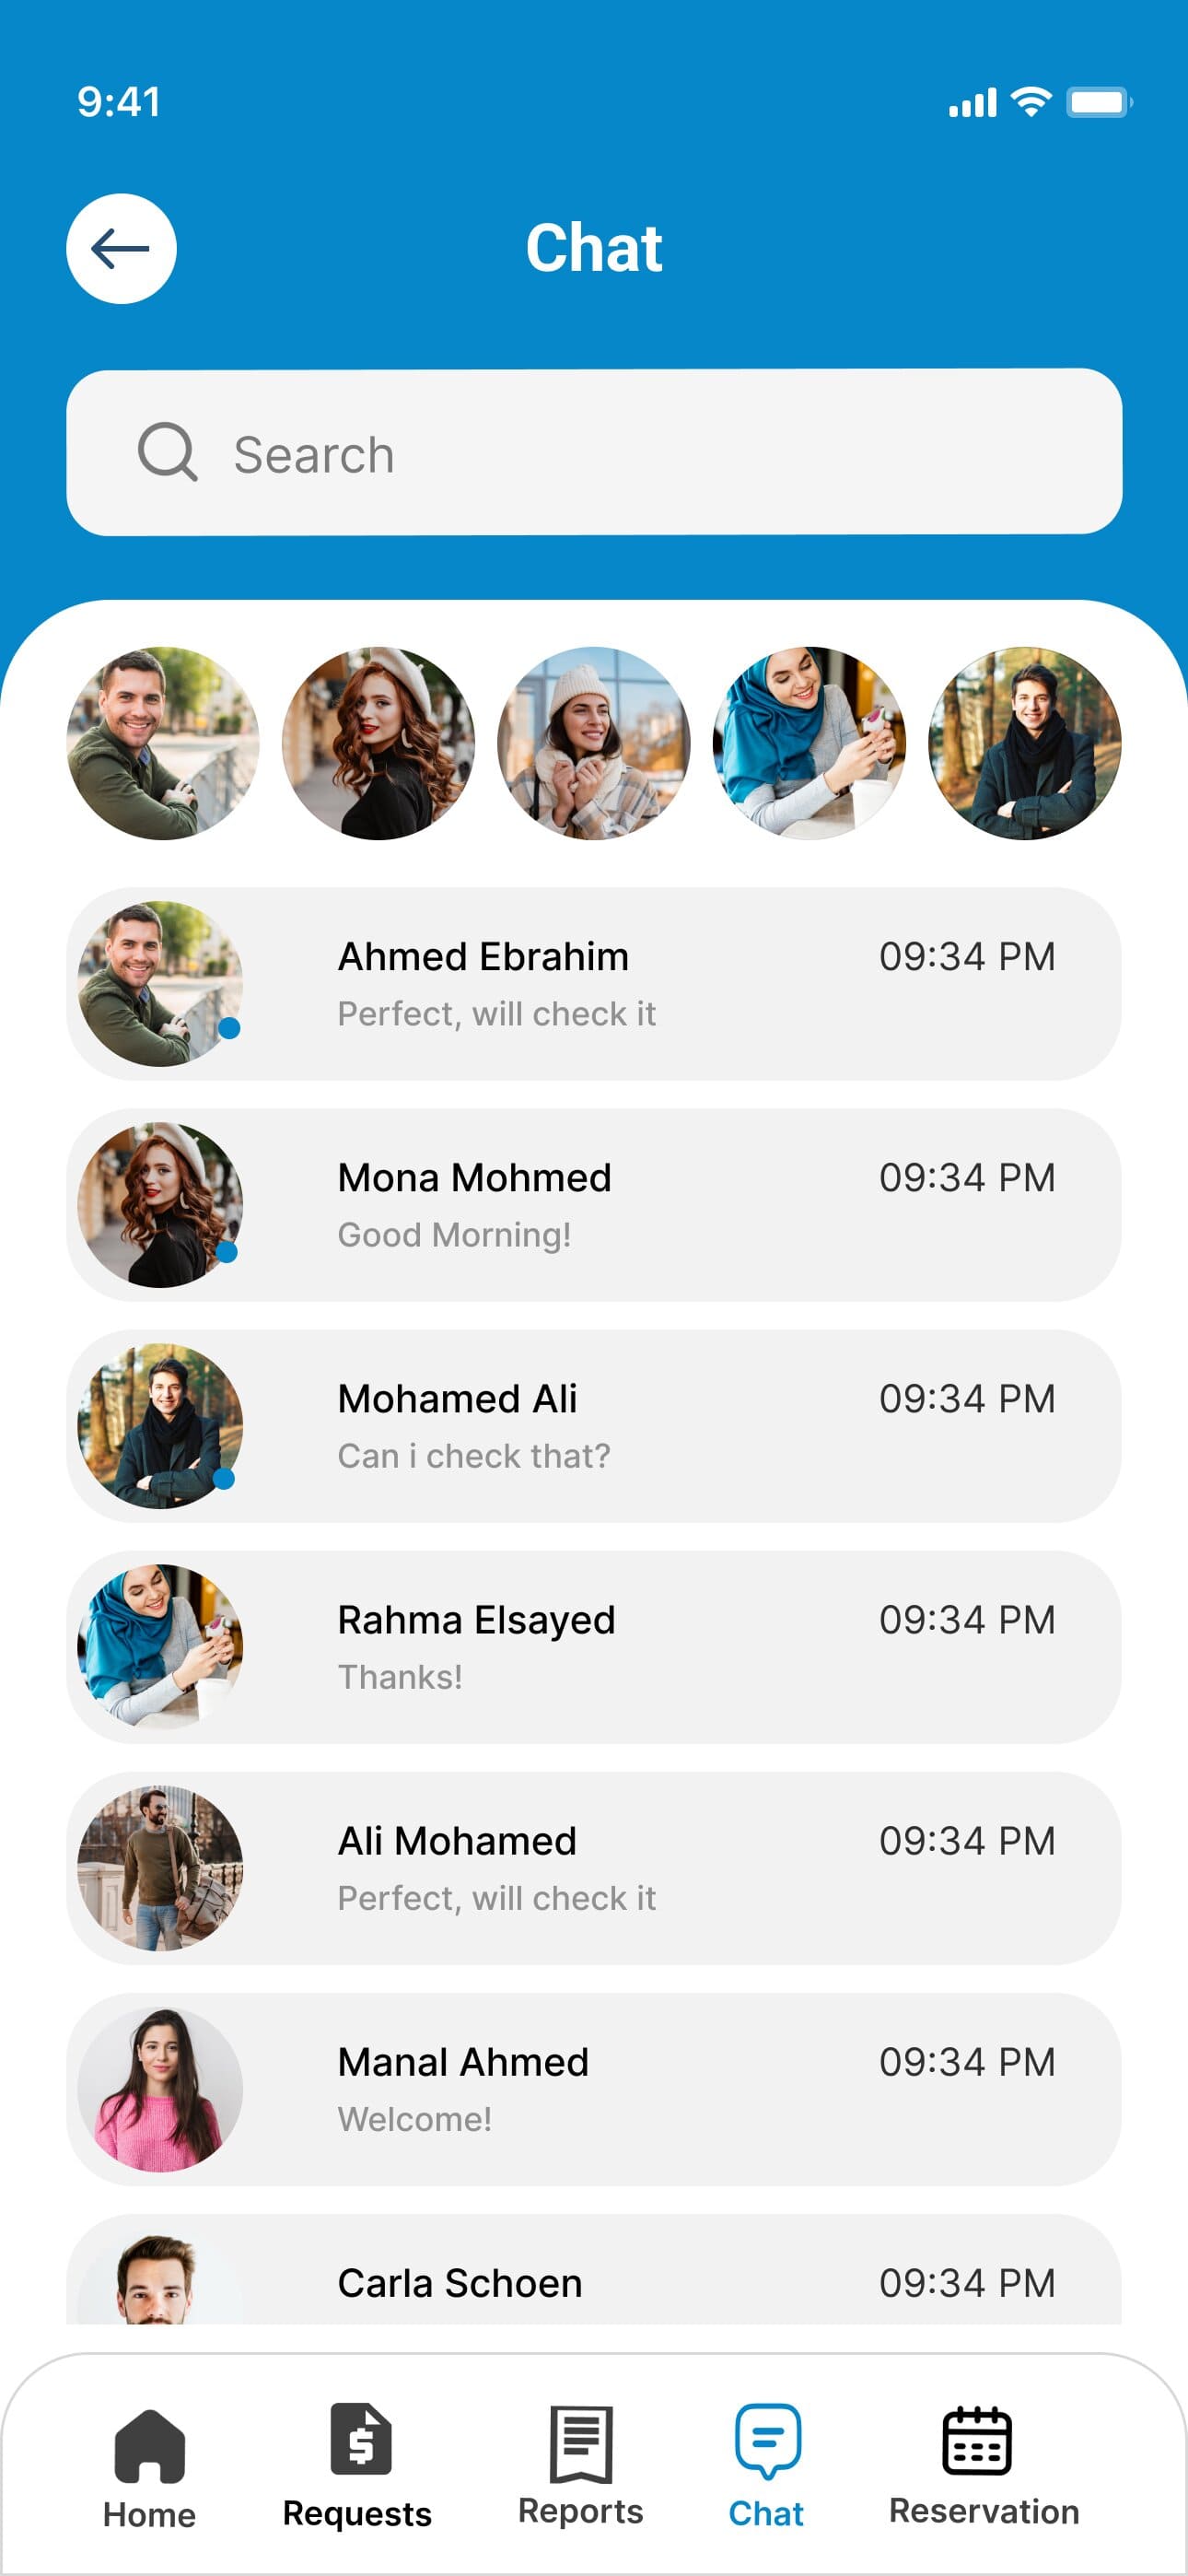 9:41
Chat
Search
Ahmed Ebrahim 09:34 PM
Perfect, will check it
Mona Mohmed 09:34 PM
Good Morning!
Mohamed Ali 09:34 PM
Can i check that?
Rahma Elsayed 09:34 PM
Thanks!
Ali Mohamed 09:34 PM
Perfect, will check it
Manal Ahmed 09:34 PM
Welcome!
Carla Schoen 09:34 PM
Home Requests Reports Chat Reservation